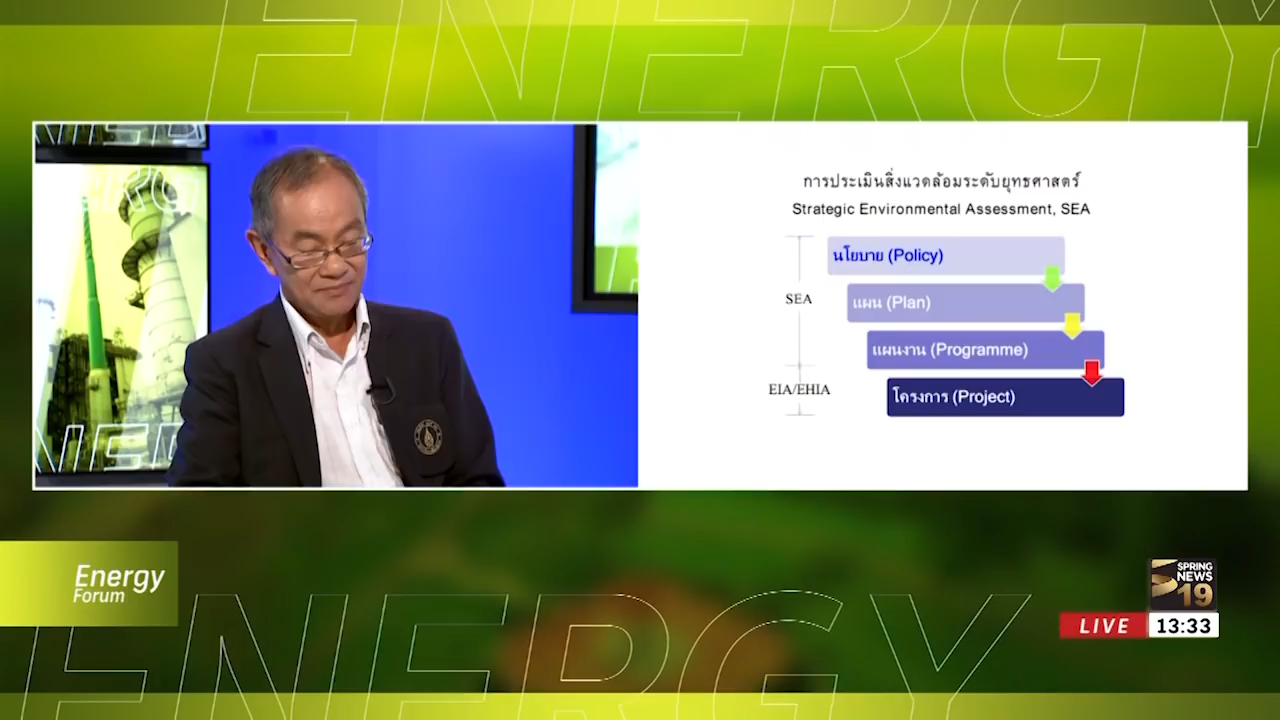 ENERGY
การประเมินสิ่งแวดล้อมระดับยุทธศาสตร์
Strategic Environmental Assessment, SEA
นโยบาย (Policy)
SEA
แผน (Plan)
แผนงาน (Programme)
EIA/EHIA
โครงการ (Project)
Energy
Forum
SPRING
NEWS
19
LIVE 13:33
ENERGY